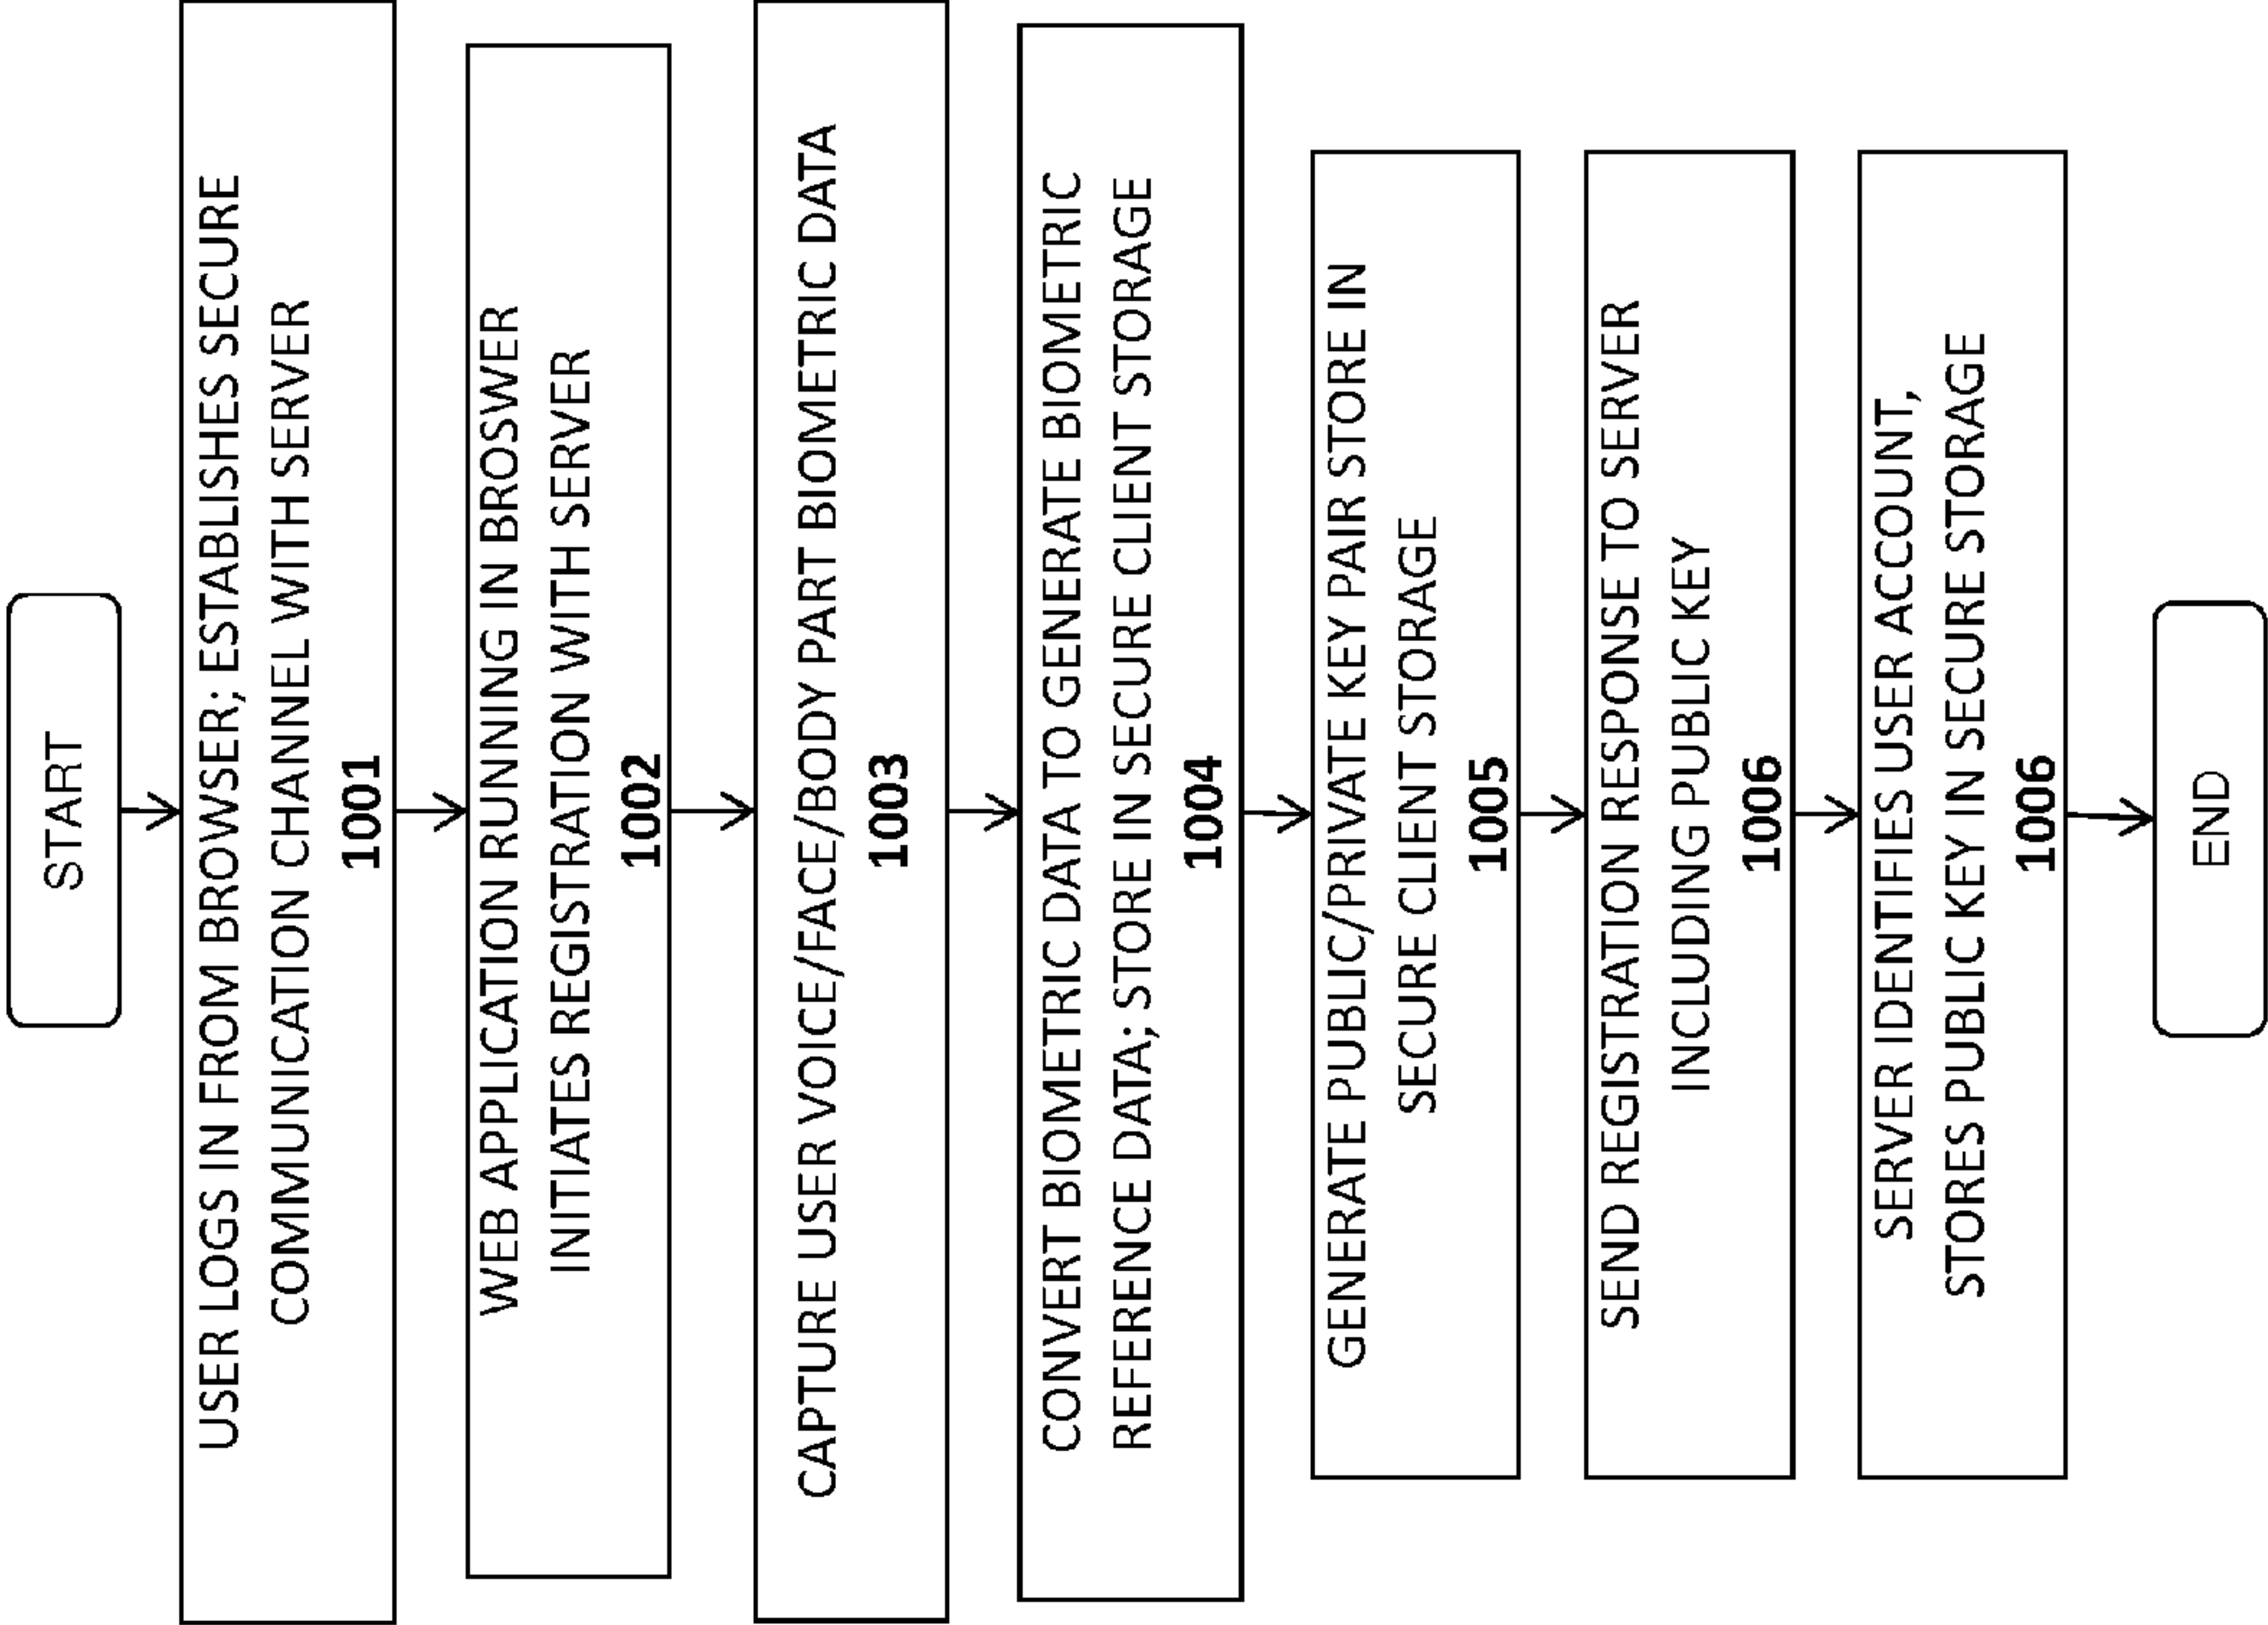 START
USER LOGS IN FROM BROWSER; ESTABLISHES SECURE
COMMUNICATION CHANNEL WITH SERVER
1001
WEB APPLICATION RUNNING IN BROSWER
INITIATES REGISTRATION WITH SERVER
1002
CAPTURE USER VOICE/FACE/BODY PART BIOMETRIC DATA
1003
CONVERT BIOMETRIC DATA TO GENERATE BIOMETRIC
REFERENCE DATA; STORE IN SECURE CLIENT STORAGE
1004
GENERATE PUBLIC/PRIVATE KEY PAIR STORE IN
SECURE CLIENT STORAGE
1005
SEND REGISTRATION RESPONSE TO SERVER
INCLUDING PUBLIC KEY
1006
SERVER IDENTIFIES USER ACCOUNT,
STORES PUBLIC KEY IN SECURE STORAGE
1006
END